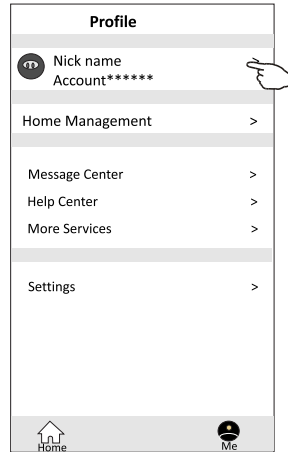 Profile
Nick name
Account******
Home Management >
Message Center >
Help Center >
More Services >
Settings >
Home Me